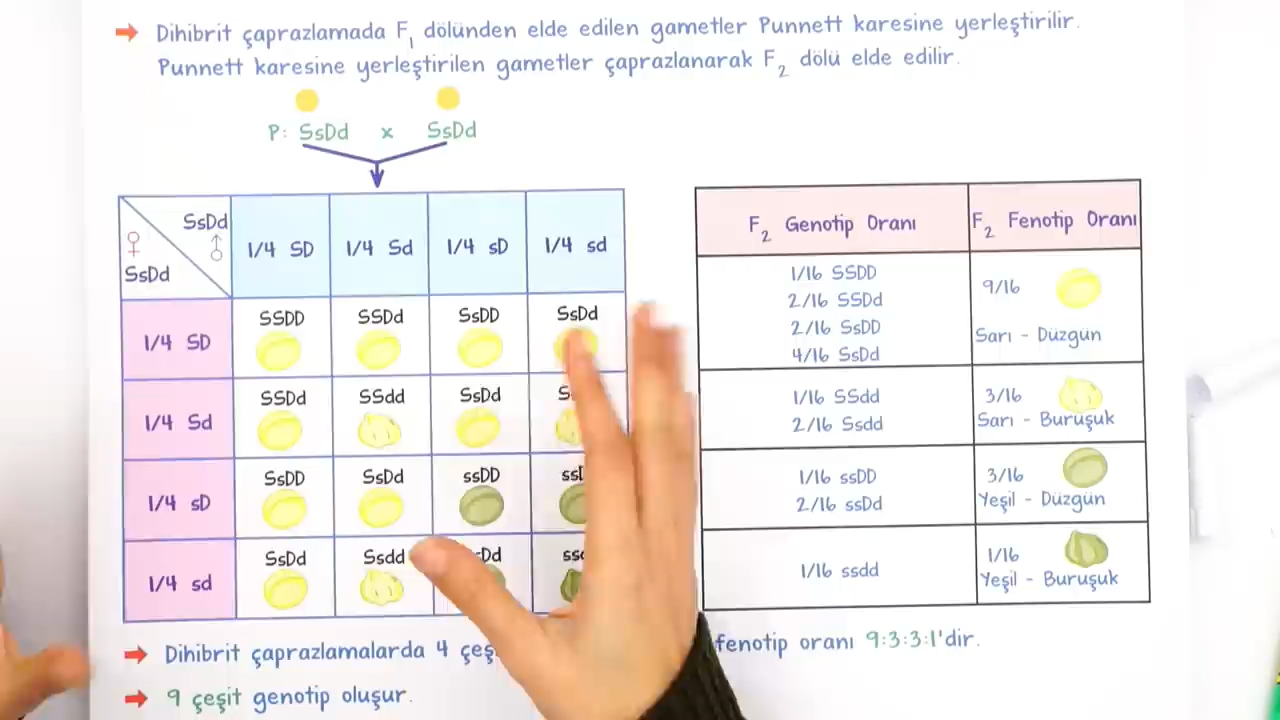 Dihibrit çaprazlamada F₁ dölünden elde edilen gametler Punnett karesine yerleştirilir.
Punnett karesine yerleştirilen gametler çaprazlanarak F₂ dölü elde edilir.
P: SsDd x SsDd
♀ SsDd SsDd ♂
1/4 SD 1/4 Sd 1/4 sD 1/4 sd
1/4 SD SSDD SSDd SsDD SsDd
1/4 Sd SSDd SSdd SsDd
1/4 sD SsDD SsDd ssDD
1/4 sd SsDd Ssdd
F₂ Genotip Oranı F₂ Fenotip Oranı
1/16 SSDD
2/16 SSDd
2/16 SsDD
4/16 SsDd
9/16
Sarı - Düzgün
1/16 SSdd
2/16 Ssdd
3/16
Sarı - Buruşuk
1/16 ssDD
2/16 ssDd
3/16
Yeşil - Düzgün
1/16 ssdd
1/16
Yeşil - Buruşuk
Dihibrit çaprazlamalarda 4 fenotip oranı 9:3:3:1'dir.
9 çeşit genotip oluşur.